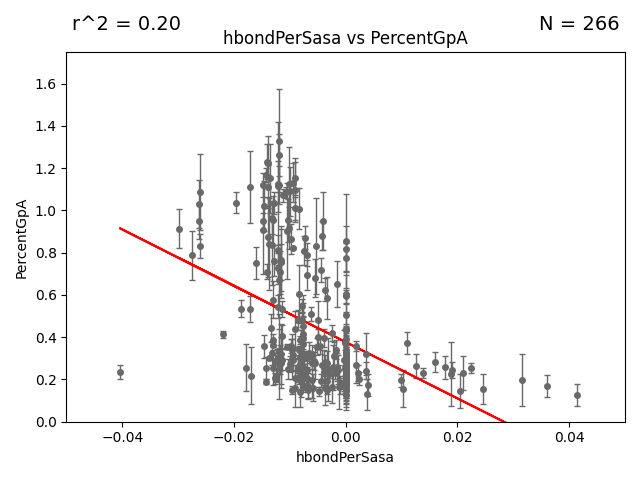 r^2 = 0.20
N = 266
hbondPerSasa vs PercentGpA
PercentGpA
1.6
1.4
1.2
1.0
0.8
0.6
0.4
0.2
0.0
−0.04
−0.02
0.00
0.02
0.04
hbondPerSasa